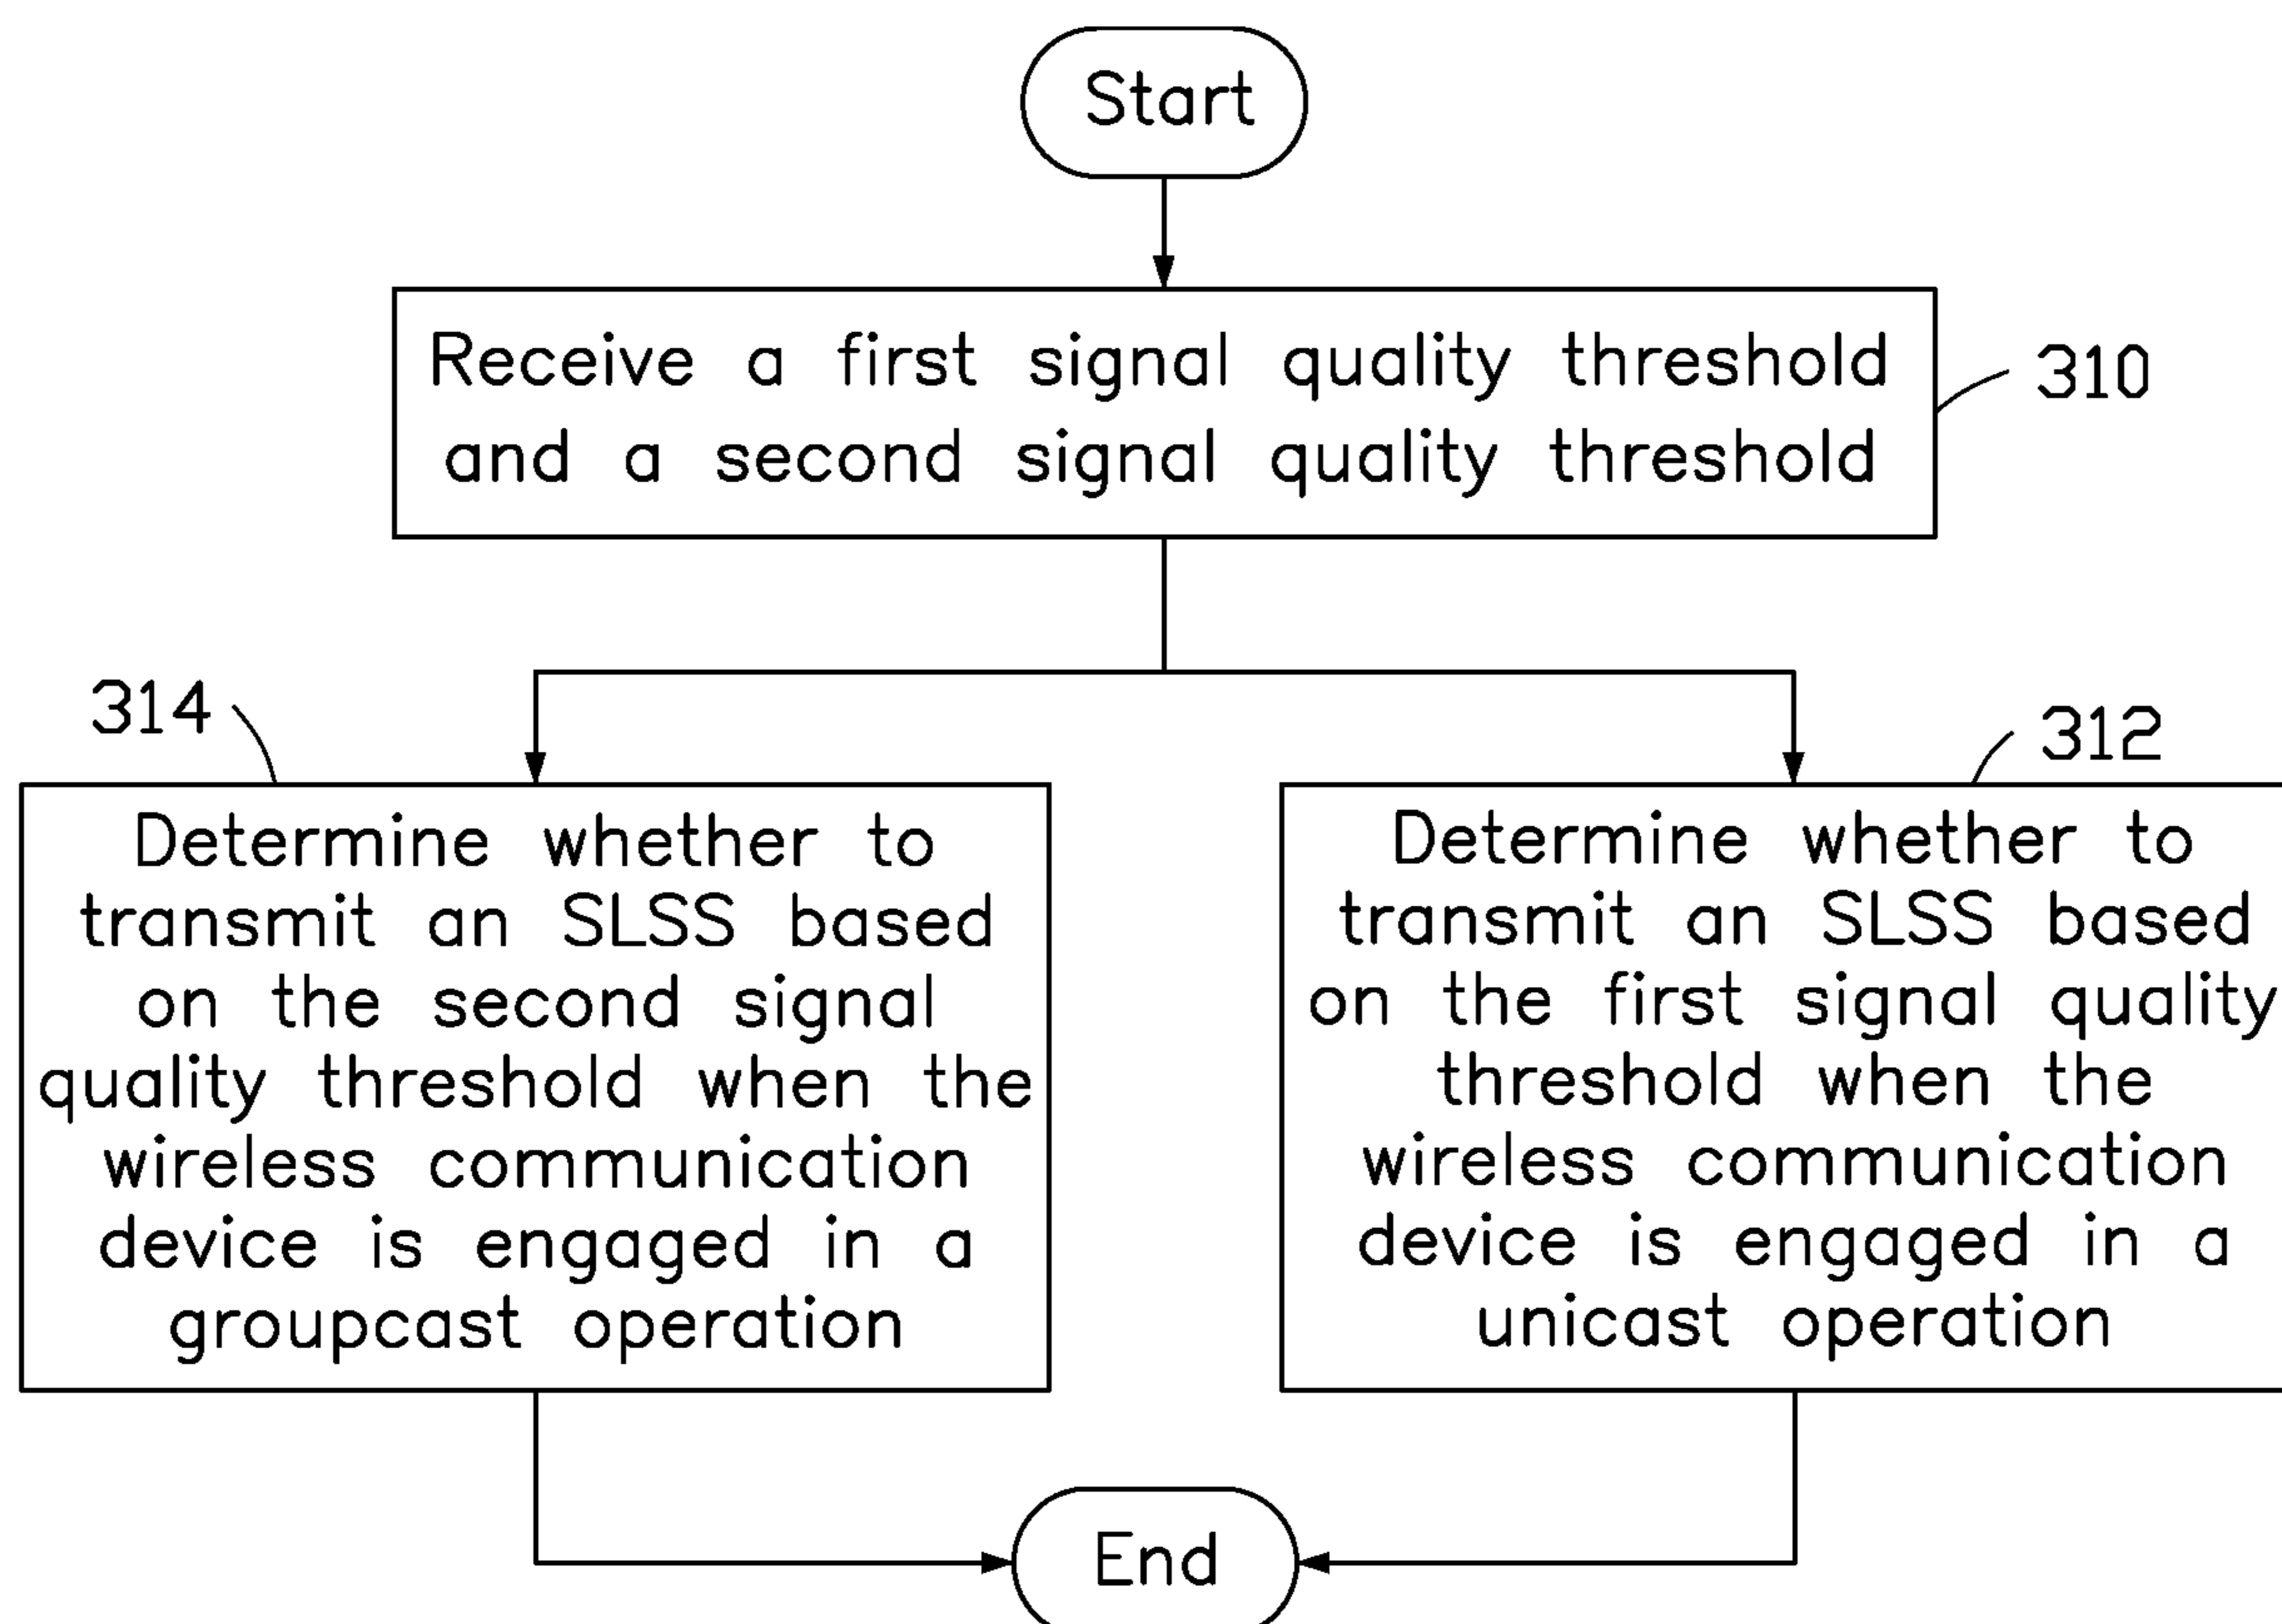 Start
Receive a first signal quality threshold
and a second signal quality threshold
310
314
Determine whether to
transmit an SLSS based
on the second signal
quality threshold when the
wireless communication
device is engaged in a
groupcast operation
312
Determine whether to
transmit an SLSS based
on the first signal quality
threshold when the
wireless communication
device is engaged in a
unicast operation
End